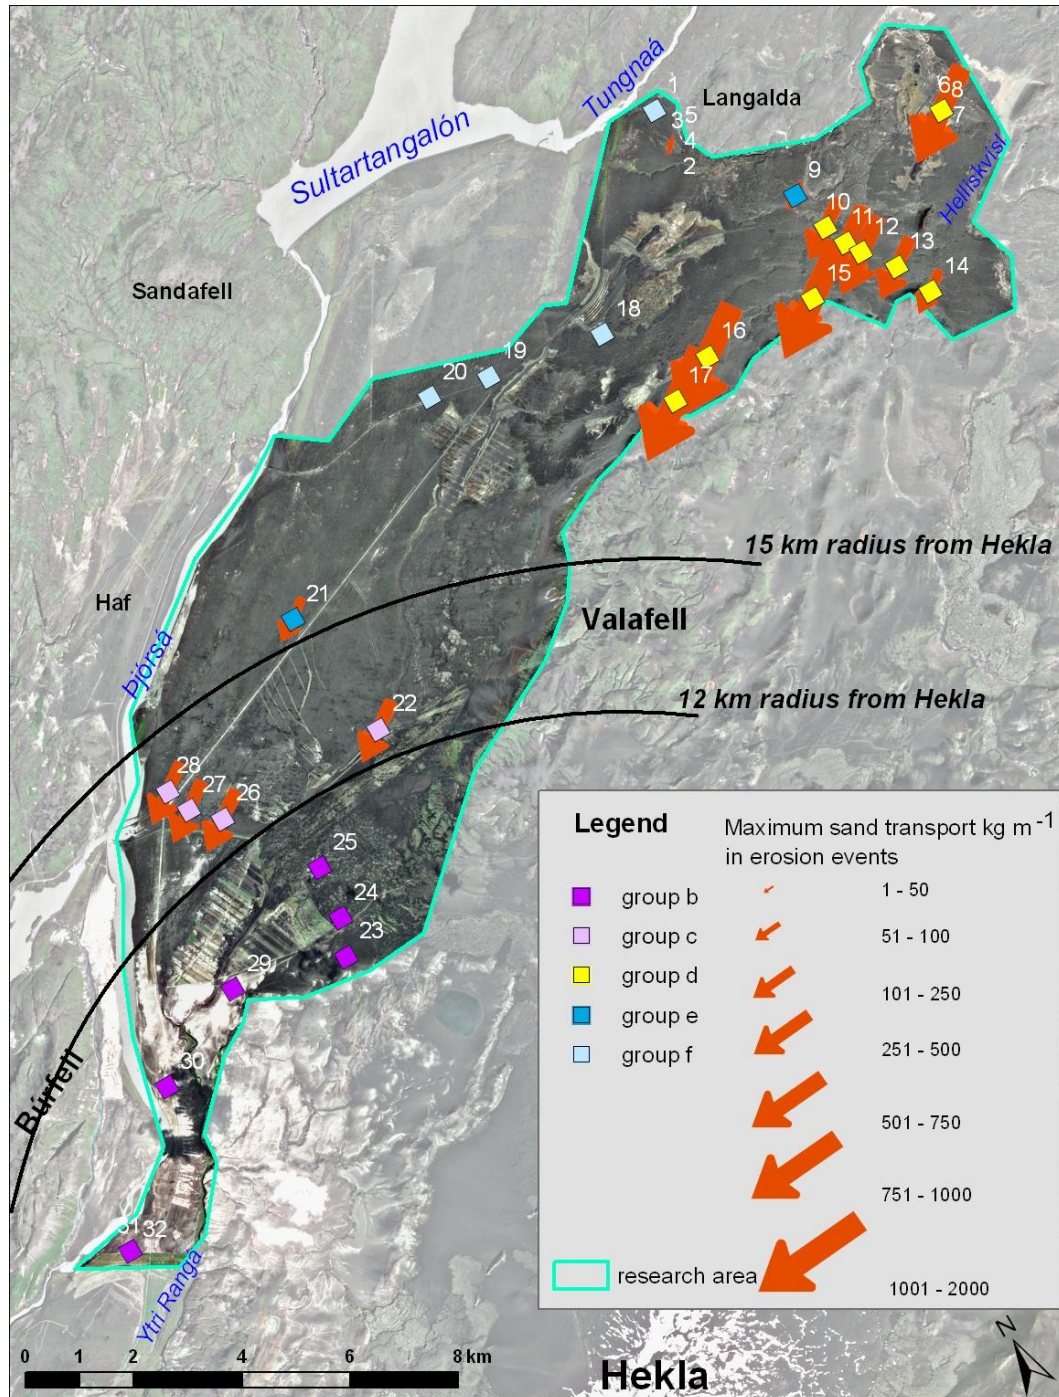 Tungnaá
Langalda
1
5
3
4
2
6
8
7
Helliskvísl
Sultartangalón
9
10
11
12
13
14
15
Sandafell
18
16
19
17
20
15 km radius from Hekla
Haf
21
Valafell
Þjórsá
12 km radius from Hekla
22
28
27
26
25
24
23
29
30
Búrfell
31
32
Ytri Rangá
Legend
Maximum sand transport kg m-1
in erosion events
group b
1 - 50
group c
51 - 100
group d
101 - 250
group e
251 - 500
group f
501 - 750
751 - 1000
research area
1001 - 2000
N
0 2 4 6 8 km
Hekla